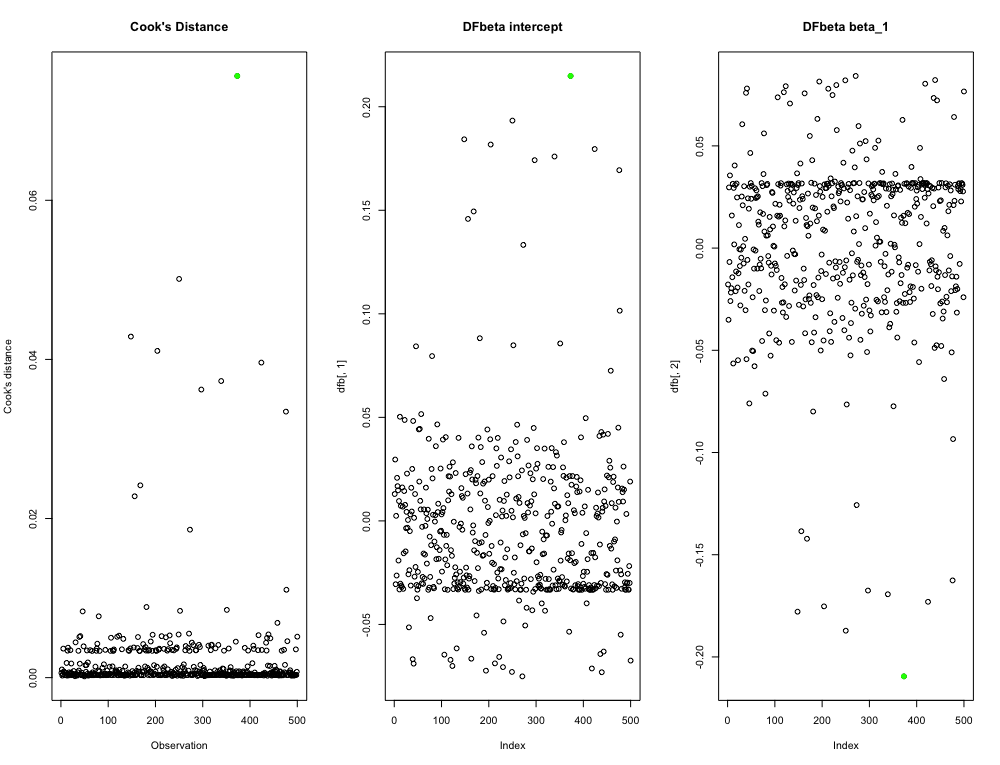 Cook's Distance
Cook's distance
0.00
0.02
0.04
0.06
0 100 200 300 400 500
Observation
DFbeta intercept
dfb[, 1]
-0.05
0.00
0.05
0.10
0.15
0.20
0 100 200 300 400 500
Index
DFbeta beta_1
dfb[, 2]
-0.20
-0.15
-0.10
-0.05
0.00
0.05
0 100 200 300 400 500
Index